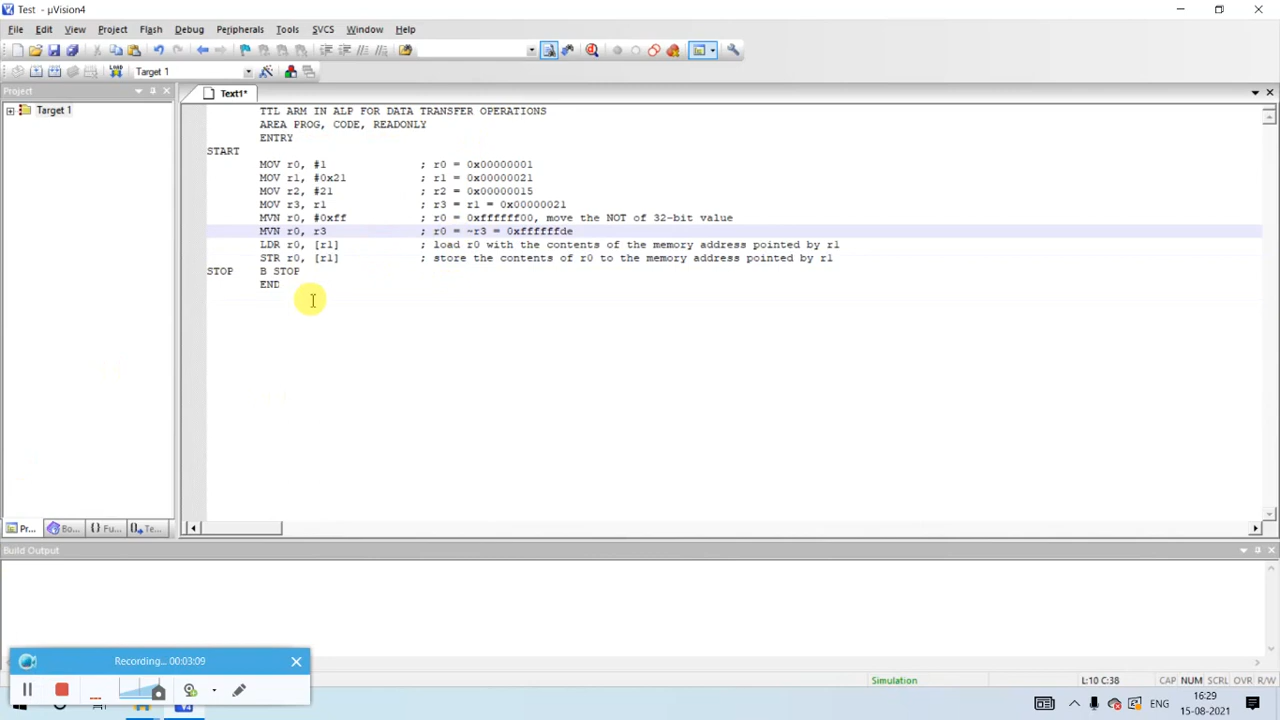 Test - µVision4
File Edit View Project Flash Debug Peripherals Tools SVCS Window Help
Target 1
Project
Text1*
Target 1
TTL ARM IN ALP FOR DATA TRANSFER OPERATIONS
AREA PROG, CODE, READONLY
ENTRY
START
MOV r0, #1 ; r0 = 0x00000001
MOV r1, #0x21 ; r1 = 0x00000021
MOV r2, #21 ; r2 = 0x00000015
MOV r3, r1 ; r3 = r1 = 0x00000021
MVN r0, #0xff ; r0 = 0xffffff00, move the NOT of 32-bit value
MVN r0, r3 ; r0 = ~r3 = 0xffffffde
LDR r0, [r1] ; load r0 with the contents of the memory address pointed by r1
STR r0, [r1] ; store the contents of r0 to the memory address pointed by r1
STOP B STOP
END
Pr... Bo... {} Fu... Te...
Build Output
Recording... 00:03:09
Simulation L:10 C:38 CAP NUM SCRL OVR R/W
ENG
16:29
15-08-2021